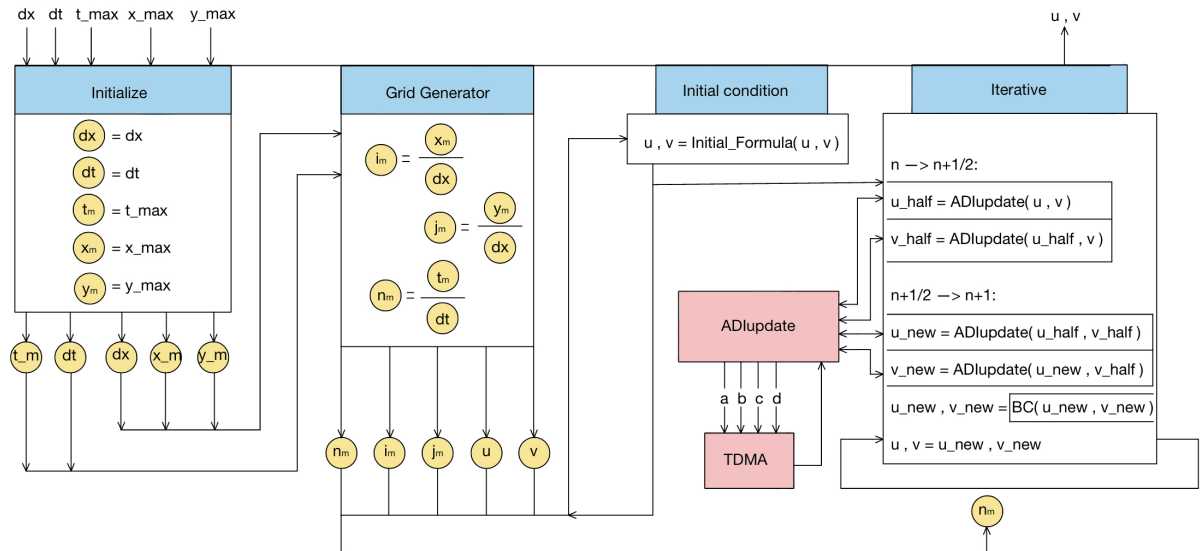 dx dt t_max x_max y_max
u , v
Initialize
dx = dx
dt = dt
tm = t_max
xm = x_max
ym = y_max
t_m dt dx x_m y_m
Grid Generator
im = xm
dx
jm = ym
dx
nm = tm
dt
nm im jm u v
Initial condition
u , v = Initial_Formula( u , v )
Iterative
n —> n+1/2:
u_half = ADIupdate( u , v )
v_half = ADIupdate( u_half , v )
n+1/2 —> n+1:
u_new = ADIupdate( u_half , v_half )
v_new = ADIupdate( u_new , v_half )
u_new , v_new = BC( u_new , v_new )
u , v = u_new , v_new
ADIupdate
a b c d
TDMA
nm